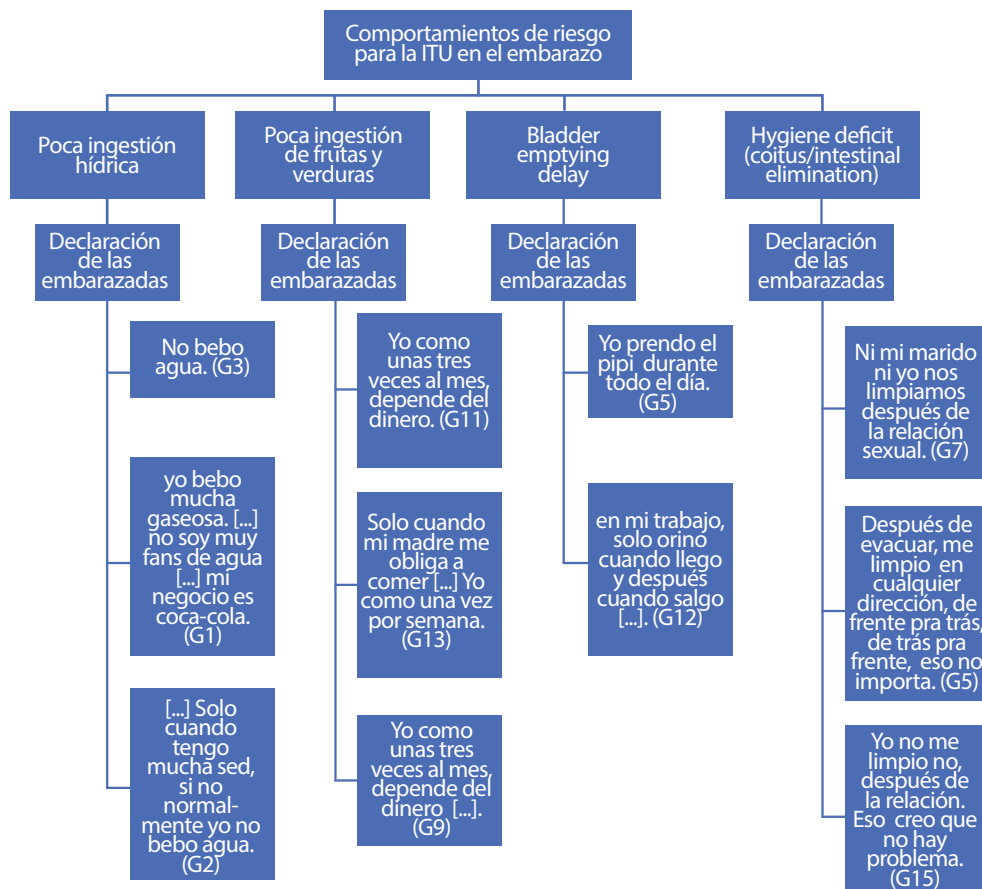 Comportamientos de riesgo
para la ITU en el embarazo
Poca ingestión
hídrica
Declaración
de las
embarazadas
No bebo
agua. (G3)
yo bebo
mucha
gaseosa. [...]
no soy muy
fans de agua
[...] mi
negocio es
coca-cola.
(G1)
[...] Solo
cuando
tengo
mucha sed,
si no
normal-
mente yo no
bebo agua.
(G2)
Poca ingestión
de frutas y
verduras
Declaración
de las
embarazadas
Yo como
unas tres
veces al mes,
depende del
dinero. (G11)
Solo cuando
mi madre me
obliga a
comer [...] Yo
como una vez
por semana.
(G13)
Yo como
unas tres
veces al mes,
depende del
dinero [...].
(G9)
Bladder
emptying
delay
Declaración
de las
embarazadas
Yo prendo el
pipi durante
todo el día.
(G5)
en mi trabajo,
solo orino
cuando llego
y después
cuando salgo
[...]. (G12)
Hygiene deficit
(coitus/intestinal
elimination)
Declaración
de las
embarazadas
Ni mi marido
ni yo nos
limpiamos
después de
la relación
sexual. (G7)
Después de
evacuar, me
limpio en
cualquier
dirección, de
frente pra trás,
de trás pra
frente, eso no
importa. (G5)
Yo no me
limpio no,
después de
la relación.
Eso creo que
no hay
problema.
(G15)